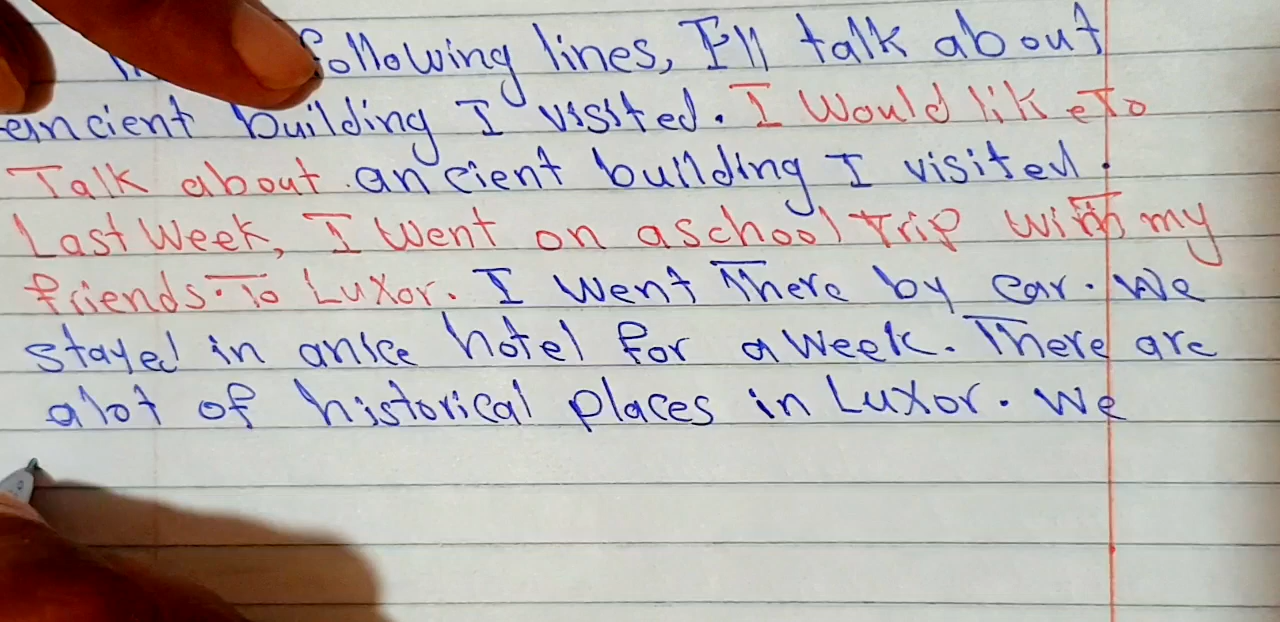 following lines, I'll talk about
ancient building I visited. I Would like To
Talk about ancient building I visited.
Last Week, I Went on a school Trip With my
friends. To Luxor. I Went There by car. We
stayed in a nice hotel for a Week. There are
a lot of historical places in Luxor. We